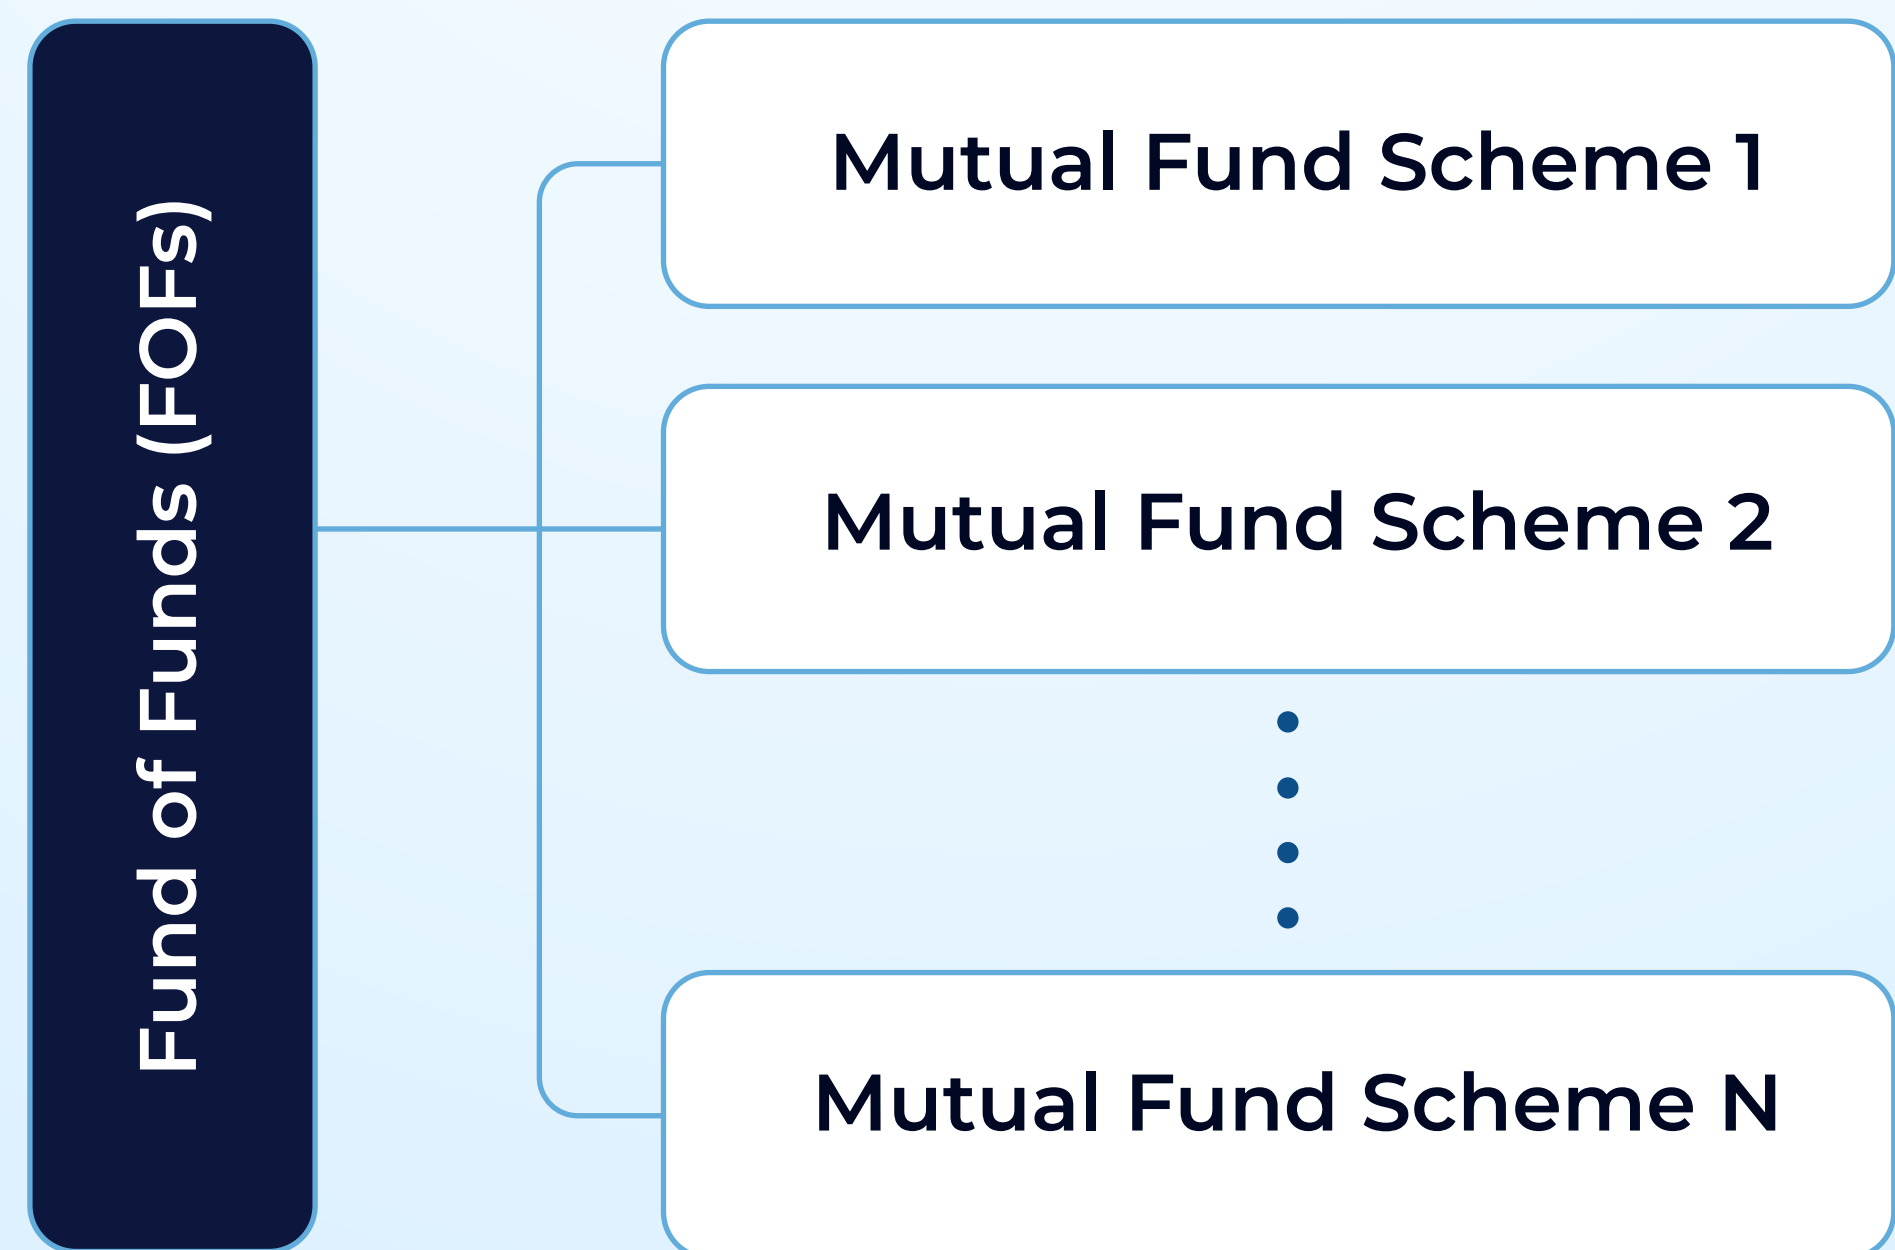 Fund of Funds (FOFs)
Mutual Fund Scheme 1
Mutual Fund Scheme 2
Mutual Fund Scheme N